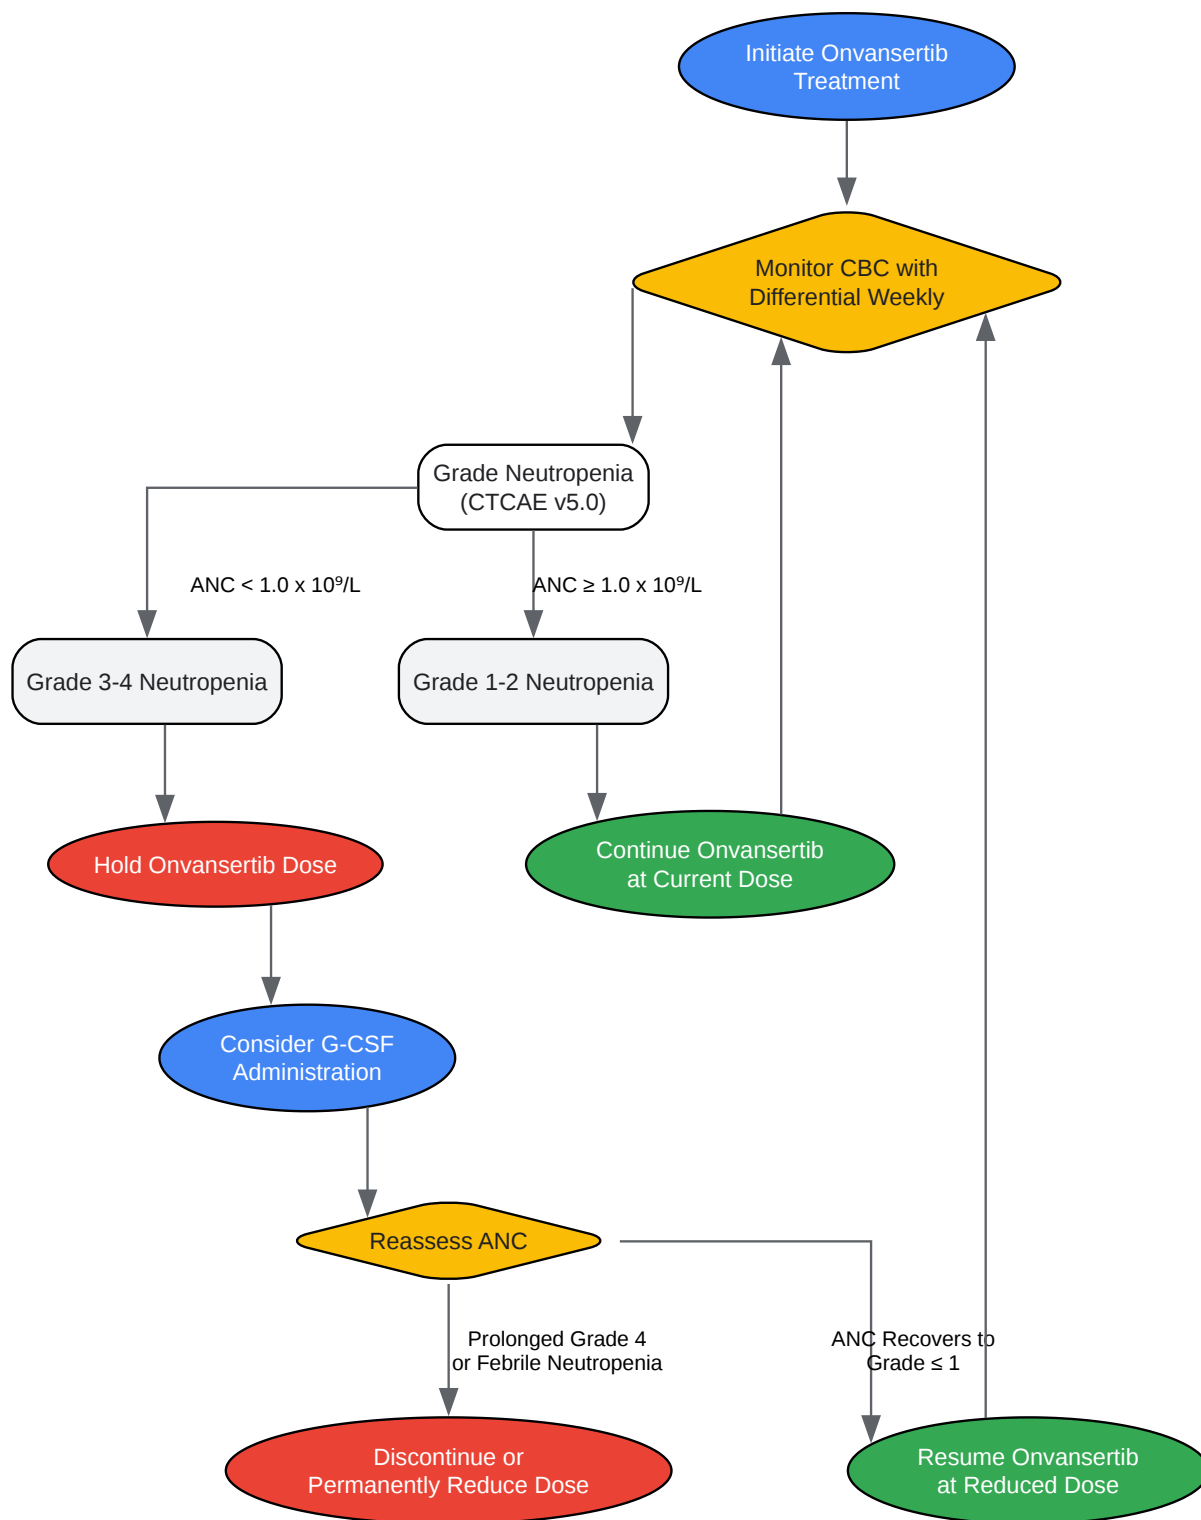 Initiate Onvansertib
Treatment
Monitor CBC with
Differential Weekly
Grade Neutropenia
(CTCAE v5.0)
ANC < 1.0 x 10⁹/L
ANC ≥ 1.0 x 10⁹/L
Grade 3-4 Neutropenia
Grade 1-2 Neutropenia
Hold Onvansertib Dose
Continue Onvansertib
at Current Dose
Consider G-CSF
Administration
Reassess ANC
Prolonged Grade 4
or Febrile Neutropenia
ANC Recovers to
Grade ≤ 1
Discontinue or
Permanently Reduce Dose
Resume Onvansertib
at Reduced Dose